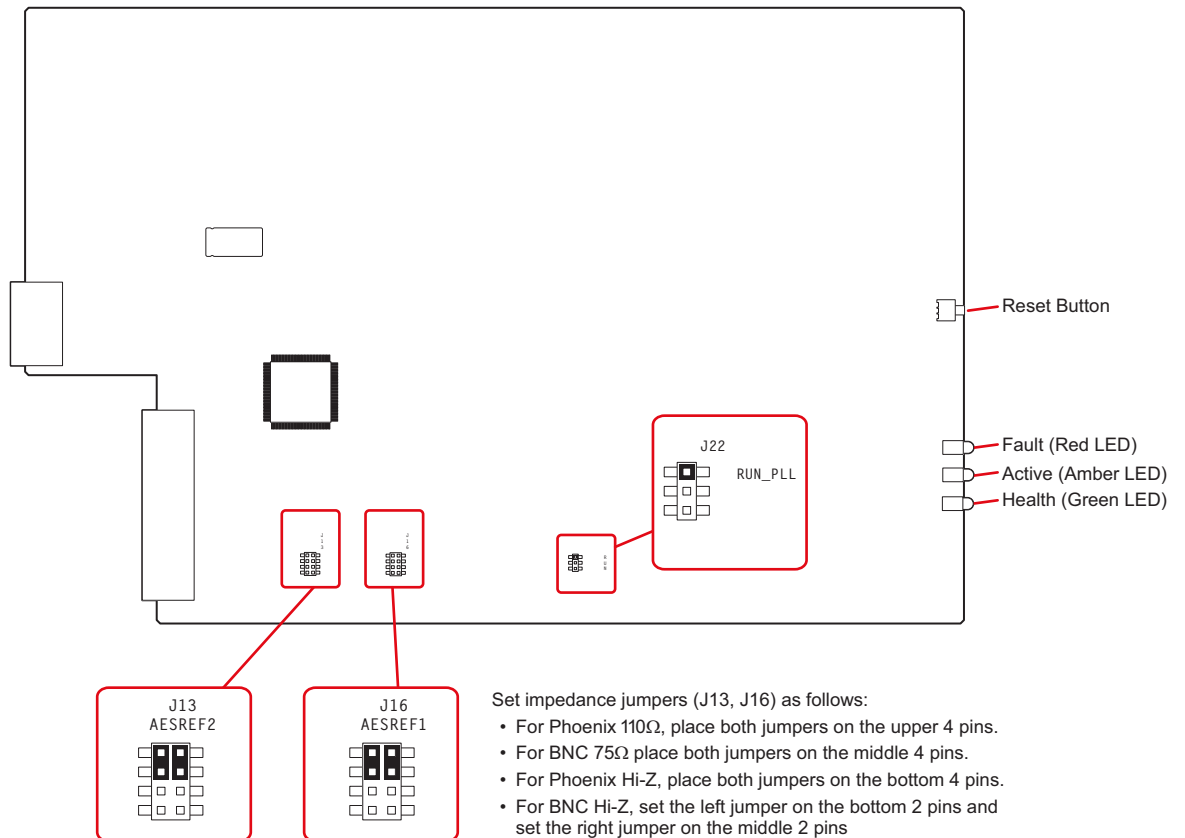 Reset Button
Fault (Red LED)
Active (Amber LED)
Health (Green LED)
J22
RUN_PLL
J13
J16
J13
AESREF2
J16
AESREF1
Set impedance jumpers (J13, J16) as follows:
• For Phoenix 110Ω, place both jumpers on the upper 4 pins.
• For BNC 75Ω place both jumpers on the middle 4 pins.
• For Phoenix Hi-Z, place both jumpers on the bottom 4 pins.
• For BNC Hi-Z, set the left jumper on the bottom 2 pins and
set the right jumper on the middle 2 pins